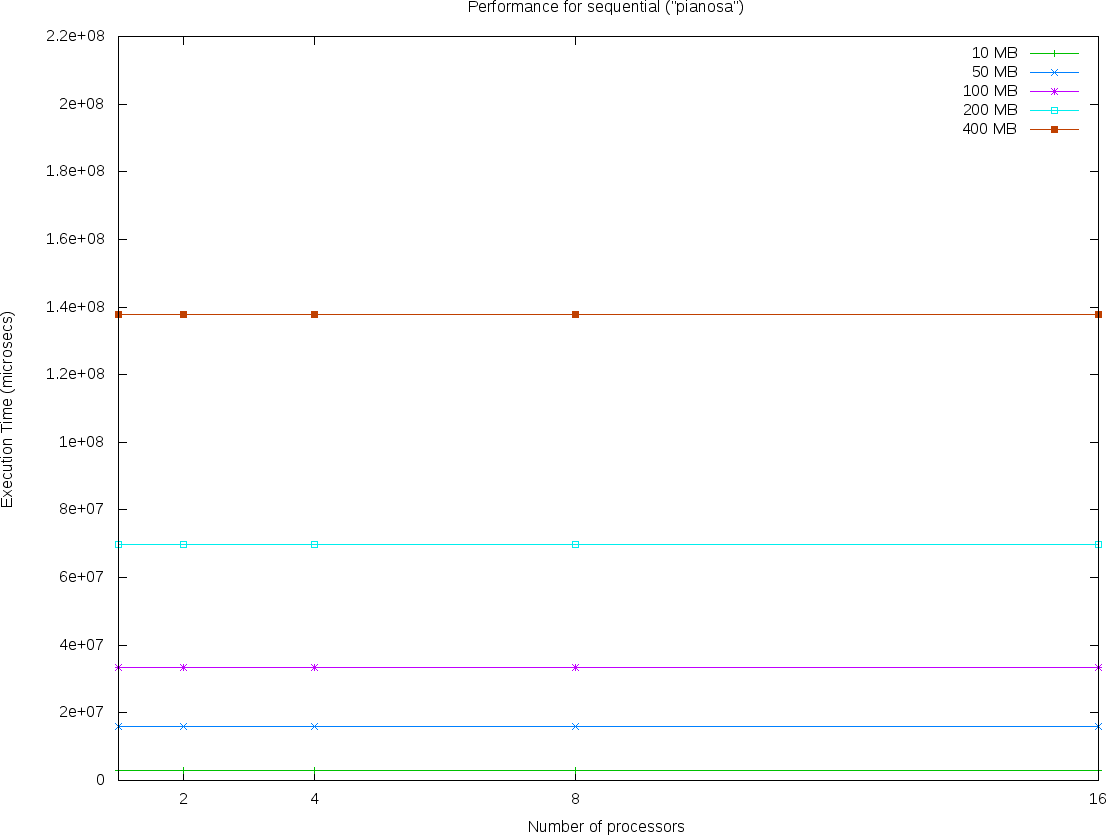 Performance for sequential ("pianosa")
2.2e+08
2e+08
1.8e+08
1.6e+08
1.4e+08
1.2e+08
1e+08
8e+07
6e+07
4e+07
2e+07
0
Execution Time (microsecs)
10 MB
50 MB
100 MB
200 MB
400 MB
2 4 8 16
Number of processors